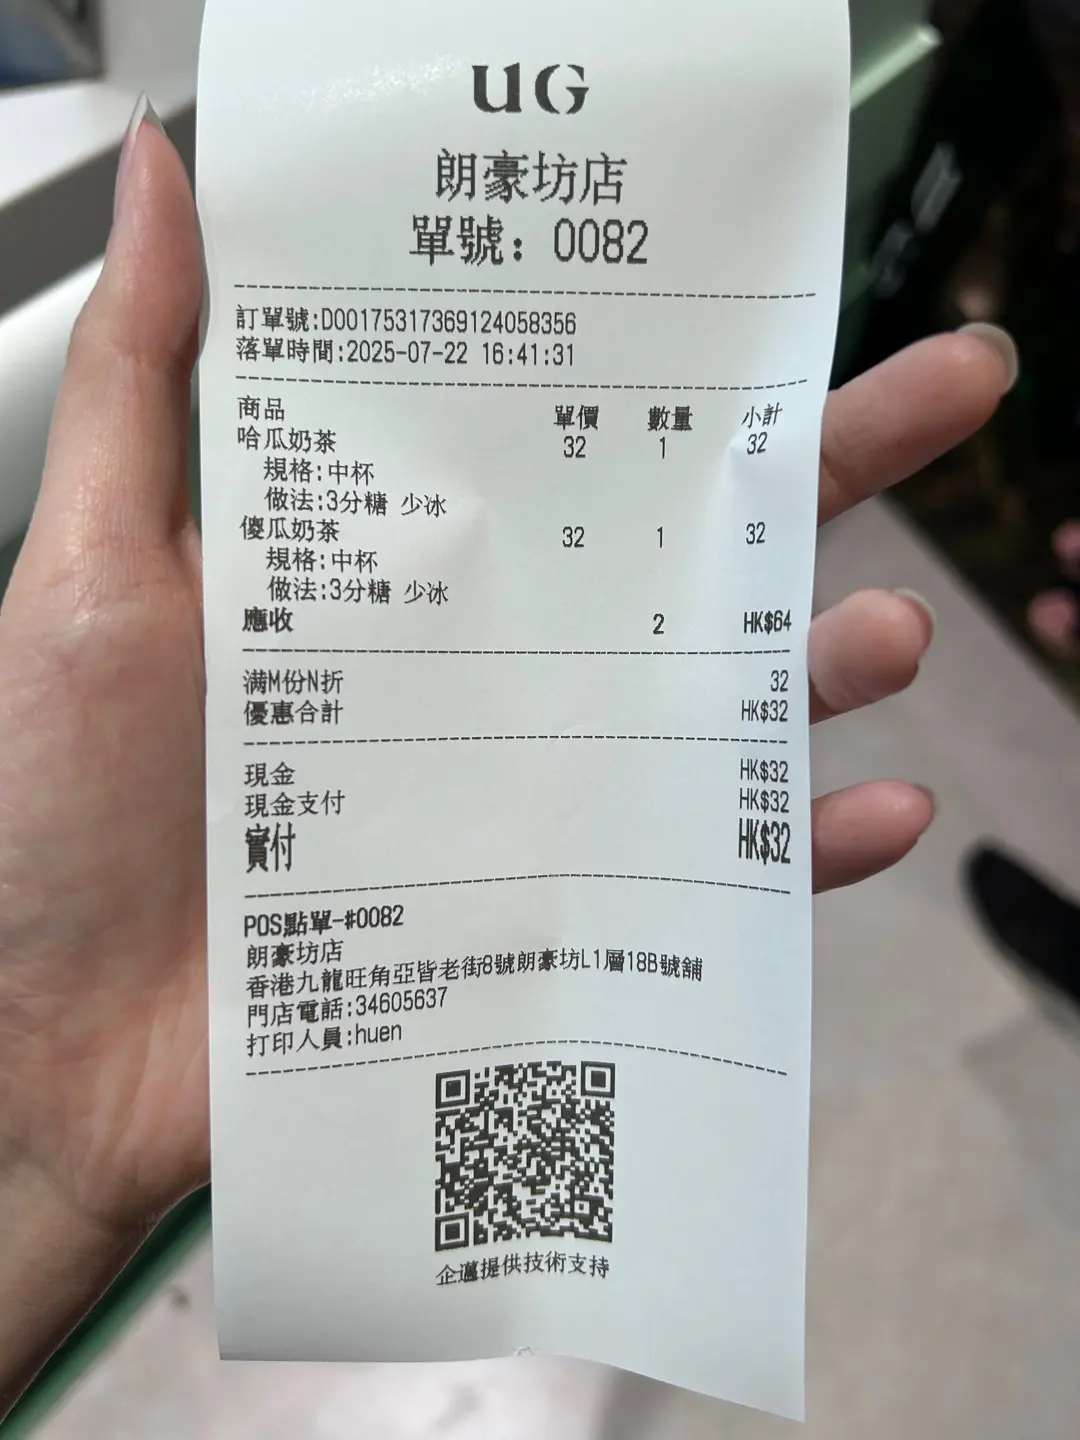 UG
朗豪坊店
單號：0082
訂單號:D00175317369124058356
落單時間:2025-07-22 16:41:31
商品 單價 數量 小計
哈瓜奶茶 32 1 32
規格:中杯
做法:3分糖 少冰
傻瓜奶茶 32 1 32
規格:中杯
做法:3分糖 少冰
應收 2 HK$64
满M份N折 32
優惠合計 HK$32
現金 HK$32
現金支付 HK$32
實付 HK$32
POS點單-#0082
朗豪坊店
香港九龍旺角亞皆老街8號朗豪坊L1層18B號舖
門店電話:34605637
打印人員:huen
企邁提供技術支持